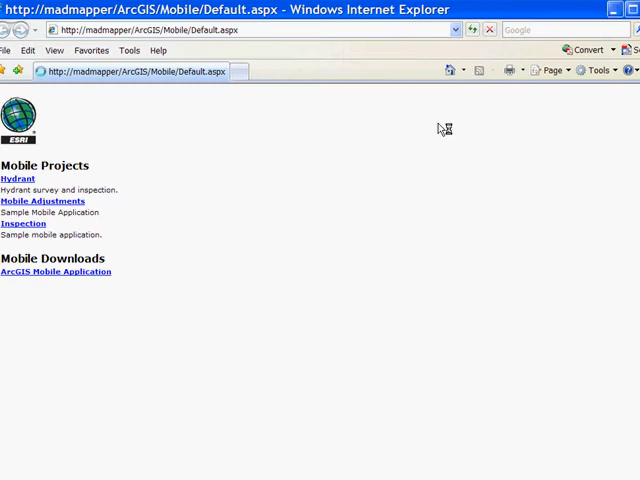 http://madmapper/ArcGIS/Mobile/Default.aspx - Windows Internet Explorer
http://madmapper/ArcGIS/Mobile/Default.aspx
Google
File Edit View Favorites Tools Help
Convert
http://madmapper/ArcGIS/Mobile/Default.aspx
Page Tools
ESRI
Mobile Projects
Hydrant
Hydrant survey and inspection.
Mobile Adjustments
Sample Mobile Application
Inspection
Sample mobile application.
Mobile Downloads
ArcGIS Mobile Application